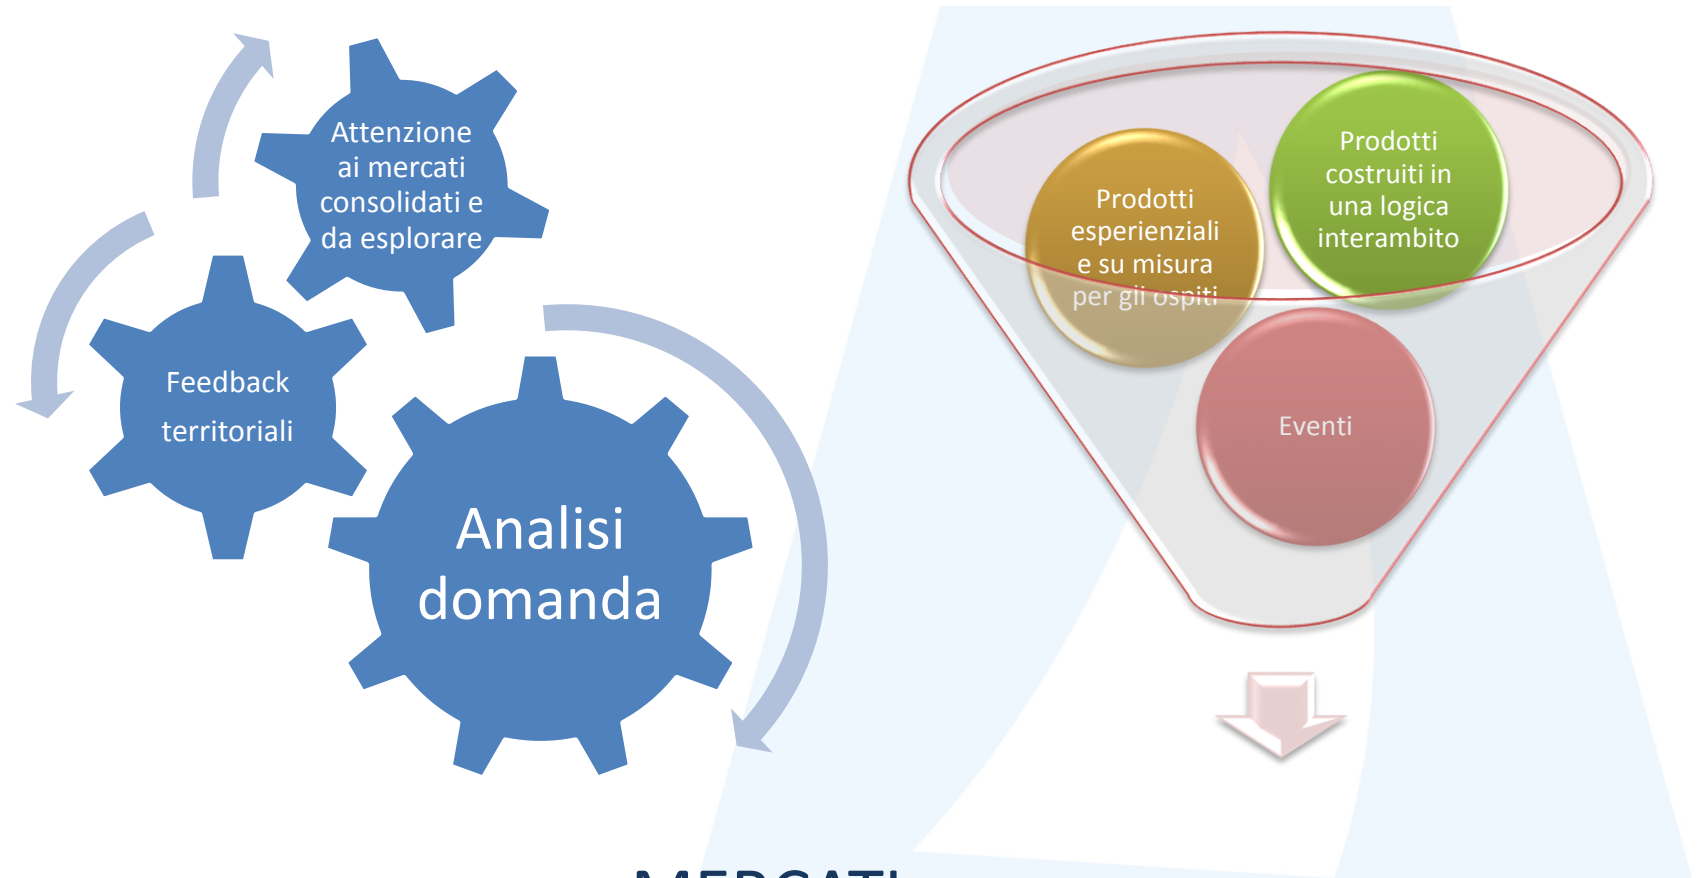 Attenzione
ai mercati
consolidati e
da esplorare
Feedback
territoriali
Analisi
domanda
Prodotti
esperienziali
e su misura
per gli ospiti
Prodotti
costruiti in
una logica
interambito
Eventi
MERCATI